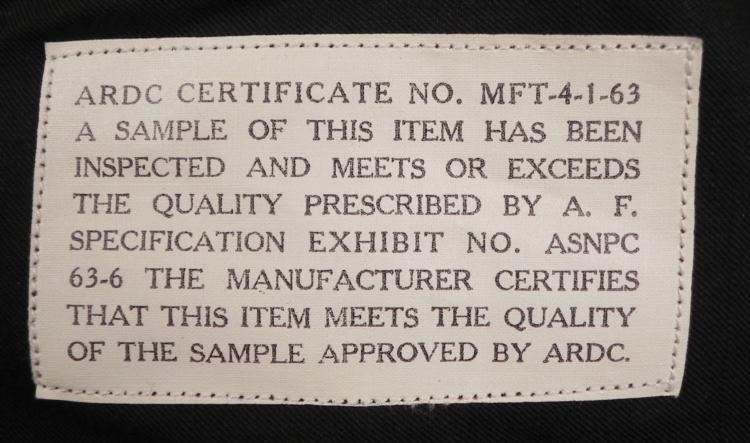 ARDC CERTIFICATE NO. MFT-4-1-63
A SAMPLE OF THIS ITEM HAS BEEN
INSPECTED AND MEETS OR EXCEEDS
THE QUALITY PRESCRIBED BY A. F.
SPECIFICATION EXHIBIT NO. ASNPC
63-6 THE MANUFACTURER CERTIFIES
THAT THIS ITEM MEETS THE QUALITY
OF THE SAMPLE APPROVED BY ARDC.